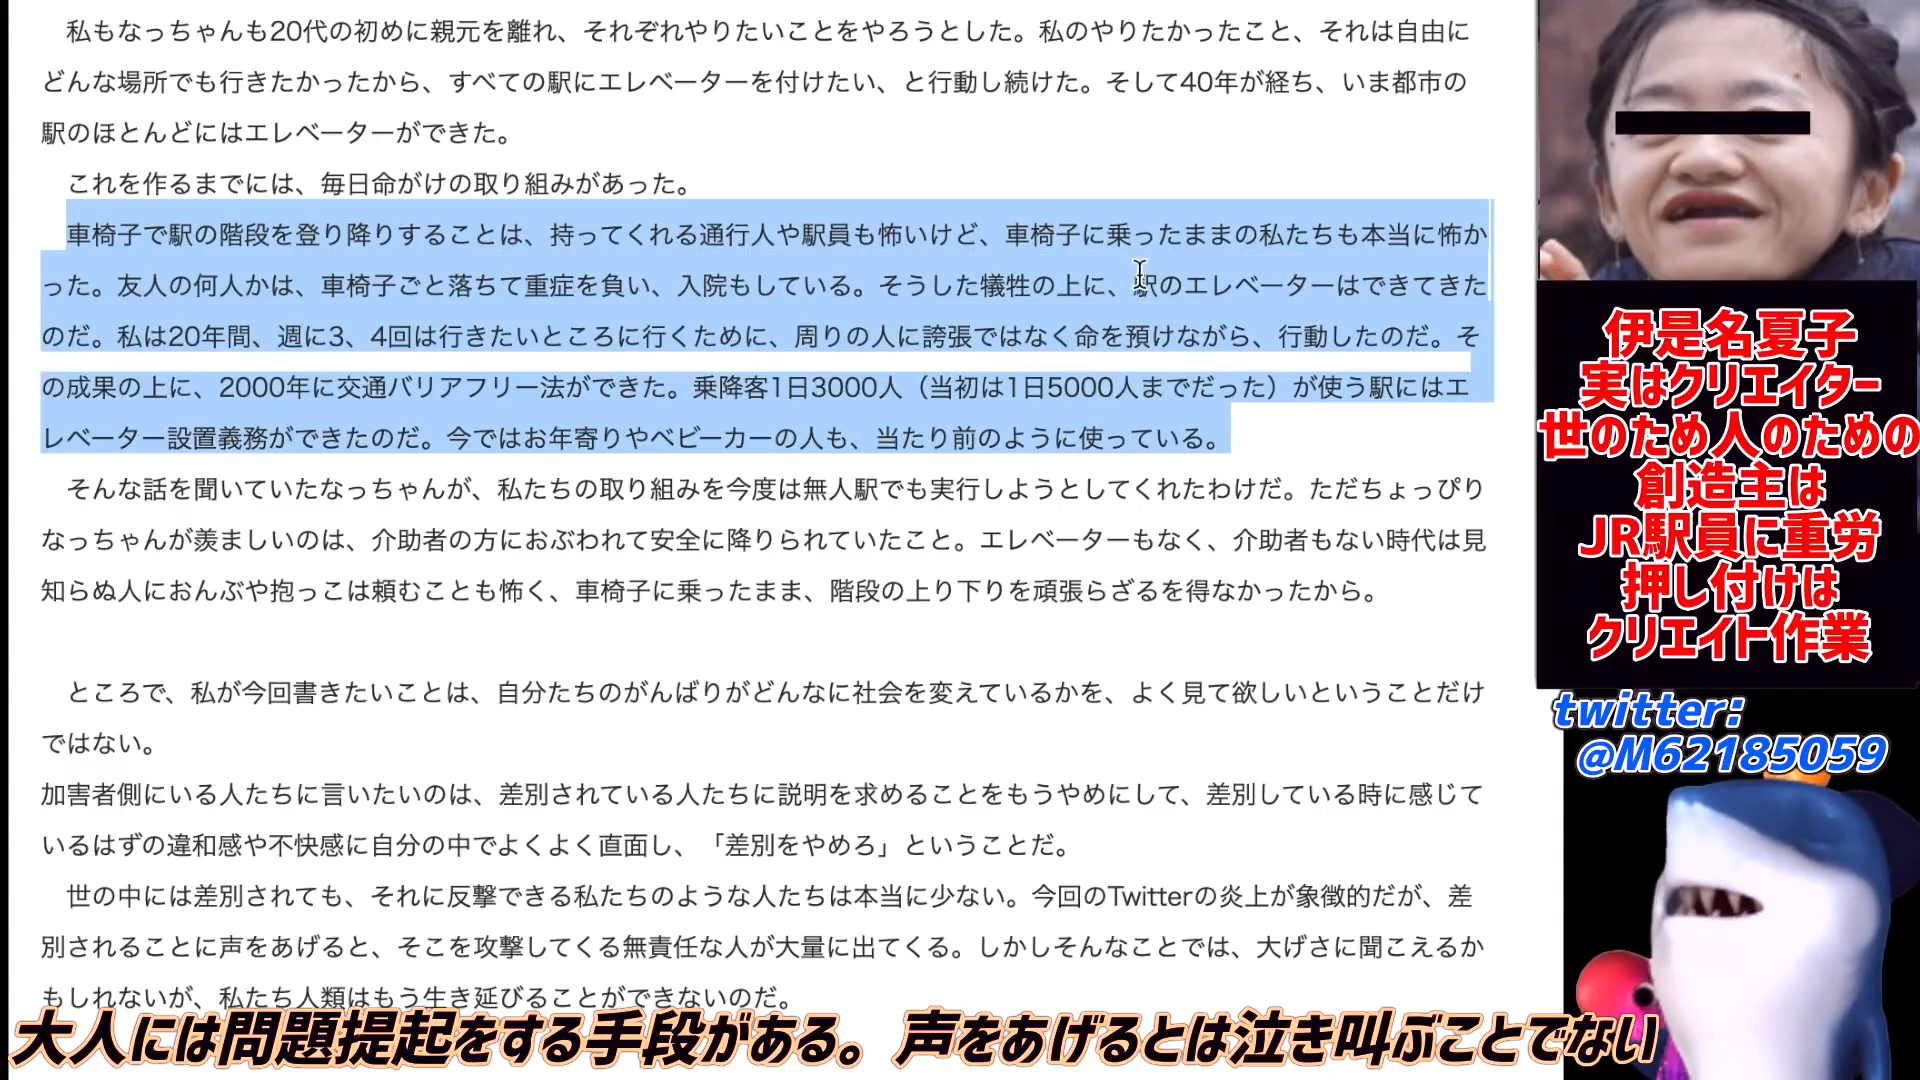 私もなっちゃんも20代の初めに親元を離れ、それぞれやりたいことをやろうとした。私のやりたかったこと、それは自由に
どんな場所でも行きたかったから、すべての駅にエレベーターを付けたい、と行動し続けた。そして40年が経ち、いま都市の
駅のほとんどにはエレベーターができた。
これを作るまでには、毎日命がけの取り組みがあった。
車椅子で駅の階段を登り降りすることは、持ってくれる通行人や駅員も怖いけど、車椅子に乗ったままの私たちも本当に怖か
った。友人の何人かは、車椅子ごと落ちて重症を負い、入院もしている。そうした犠牲の上に、駅のエレベーターはできてきた
のだ。私は20年間、週に3、4回は行きたいところに行くために、周りの人に誇張ではなく命を預けながら、行動したのだ。そ
の成果の上に、2000年に交通バリアフリー法ができた。乗降客1日3000人（当初は1日5000人までだった）が使う駅にはエ
レベーター設置義務ができたのだ。今ではお年寄りやベビーカーの人も、当たり前のように使っている。
そんな話を聞いていたなっちゃんが、私たちの取り組みを今度は無人駅でも実行しようとしてくれたわけだ。ただちょっぴり
なっちゃんが羨ましいのは、介助者の方におぶわれて安全に降りられていたこと。エレベーターもなく、介助者もない時代は見
知らぬ人におんぶや抱っこは頼むことも怖く、車椅子に乗ったまま、階段の上り下りを頑張らざるを得なかったから。
ところで、私が今回書きたいことは、自分たちのがんばりがどんなに社会を変えているかを、よく見て欲しいということだけ
ではない。
加害者側にいる人たちに言いたいのは、差別されている人たちに説明を求めることをもうやめにして、差別している時に感じて
いるはずの違和感や不快感に自分の中でよくよく直面し、「差別をやめろ」ということだ。
世の中には差別されても、それに反撃できる私たちのような人たちは本当に少ない。今回のTwitterの炎上が象徴的だが、差
別されることに声をあげると、そこを攻撃してくる無責任な人が大量に出てくる。しかしそんなことでは、大げさに聞こえるか
もしれないが、私たち人類はもう生き延びることができないのだ。
大人には問題提起をする手段がある。声をあげるとは泣き叫ぶことでない
伊是名夏子
実はクリエイター
世のため人のための
創造主は
JR駅員に重労
押し付けは
クリエイト作業
twitter:
@M62185059